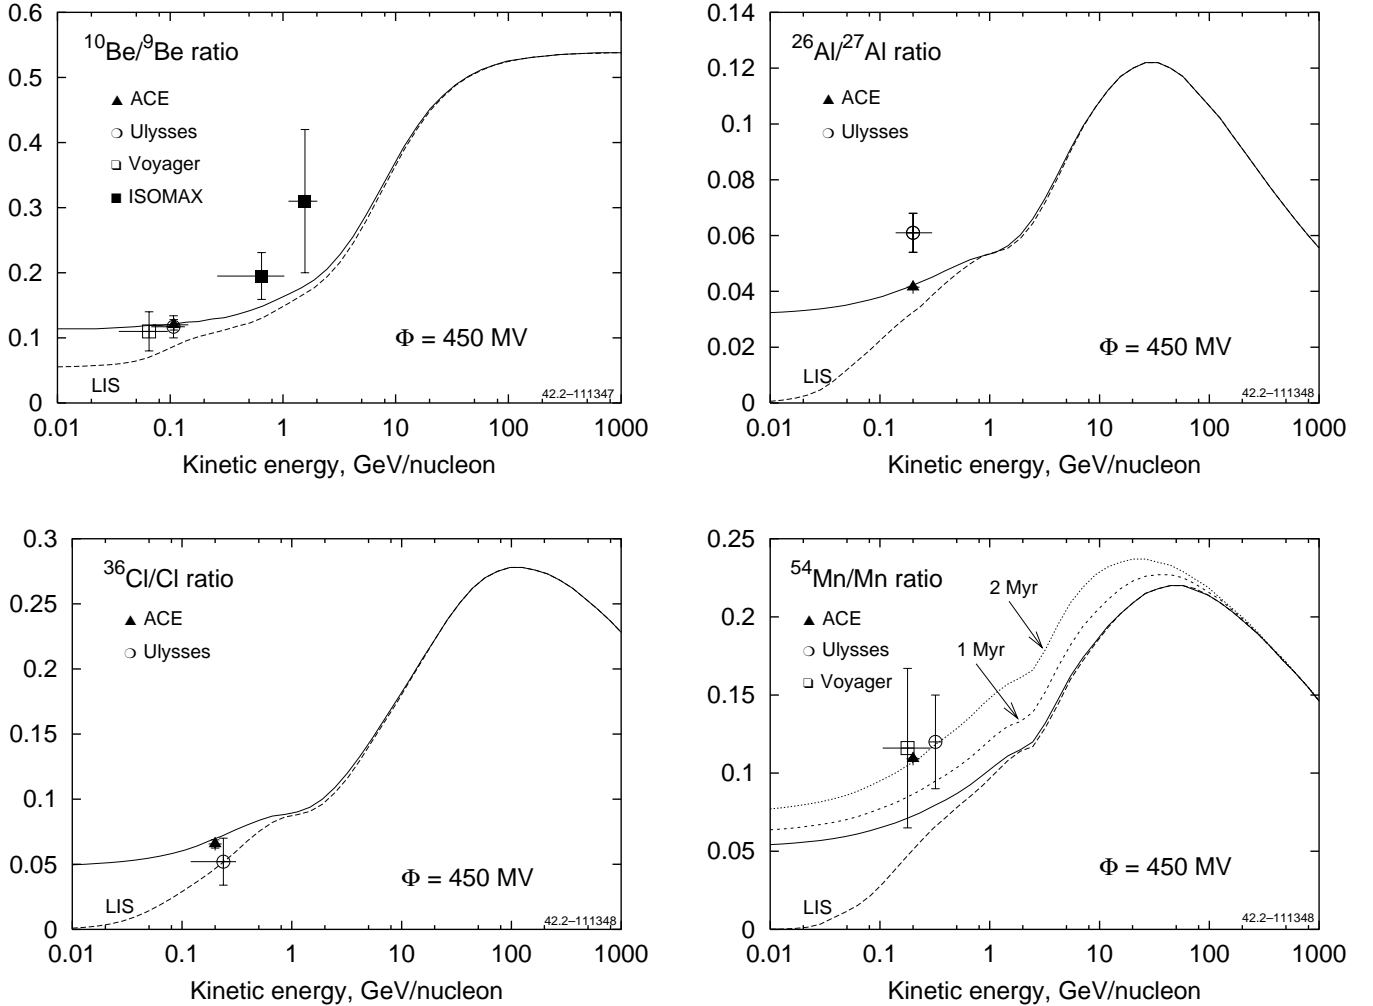 0.6
0.5
0.4
0.3
0.2
0.1
0
10Be/9Be ratio
ACE
Ulysses
Voyager
ISOMAX
Φ = 450 MV
LIS
42.2–111347
0.01 0.1 1 10 100 1000
Kinetic energy, GeV/nucleon
0.14
0.12
0.1
0.08
0.06
0.04
0.02
0
26Al/27Al ratio
ACE
Ulysses
Φ = 450 MV
LIS
42.2–111348
0.01 0.1 1 10 100 1000
Kinetic energy, GeV/nucleon
0.3
0.25
0.2
0.15
0.1
0.05
0
36Cl/Cl ratio
ACE
Ulysses
Φ = 450 MV
LIS
42.2–111348
0.01 0.1 1 10 100 1000
Kinetic energy, GeV/nucleon
0.25
0.2
0.15
0.1
0.05
0
54Mn/Mn ratio
2 Myr
ACE
Ulysses
1 Myr
Voyager
Φ = 450 MV
LIS
42.2–111348
0.01 0.1 1 10 100 1000
Kinetic energy, GeV/nucleon